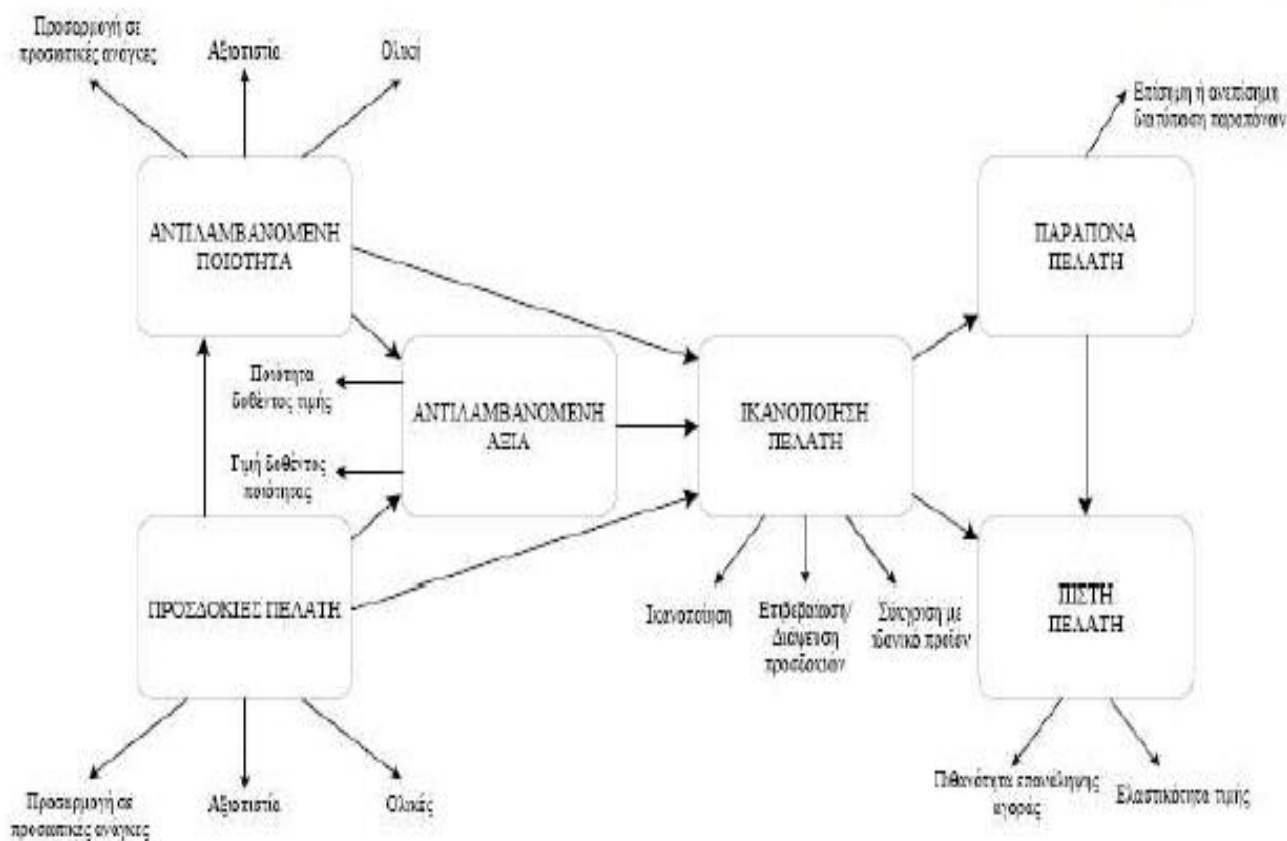 Προσαρμογή σε
προσωπικές ανάγκες
Αξιοπιστία
Ολική
Επίσημη ή ανεπίσημη
διατύπωση παραπόνων
ΑΝΤΙΛΑΜΒΑΝΟΜΕΝΗ
ΠΟΙΟΤΗΤΑ
ΠΑΡΑΠΟΝΑ
ΠΕΛΑΤΗ
Ποιότητα
δοθέντος τιμής
ΑΝΤΙΛΑΜΒΑΝΟΜΕΝΗ
ΑΞΙΑ
ΙΚΑΝΟΠΟΙΗΣΗ
ΠΕΛΑΤΗ
Τιμή δοθέντος
ποιότητας
ΠΡΟΣΔΟΚΙΕΣ ΠΕΛΑΤΗ
Ικανοποίηση
Επιβεβαίωση/
Διάψευση
προσδοκιών
Σύγκριση με
ιδανικό προϊόν
ΠΙΣΤΗ
ΠΕΛΑΤΗ
Προσαρμογή σε
προσωπικές ανάγκες
Αξιοπιστία
Ολικές
Πιθανότητα επανάληψης
αγοράς
Ελαστικότητα τιμής